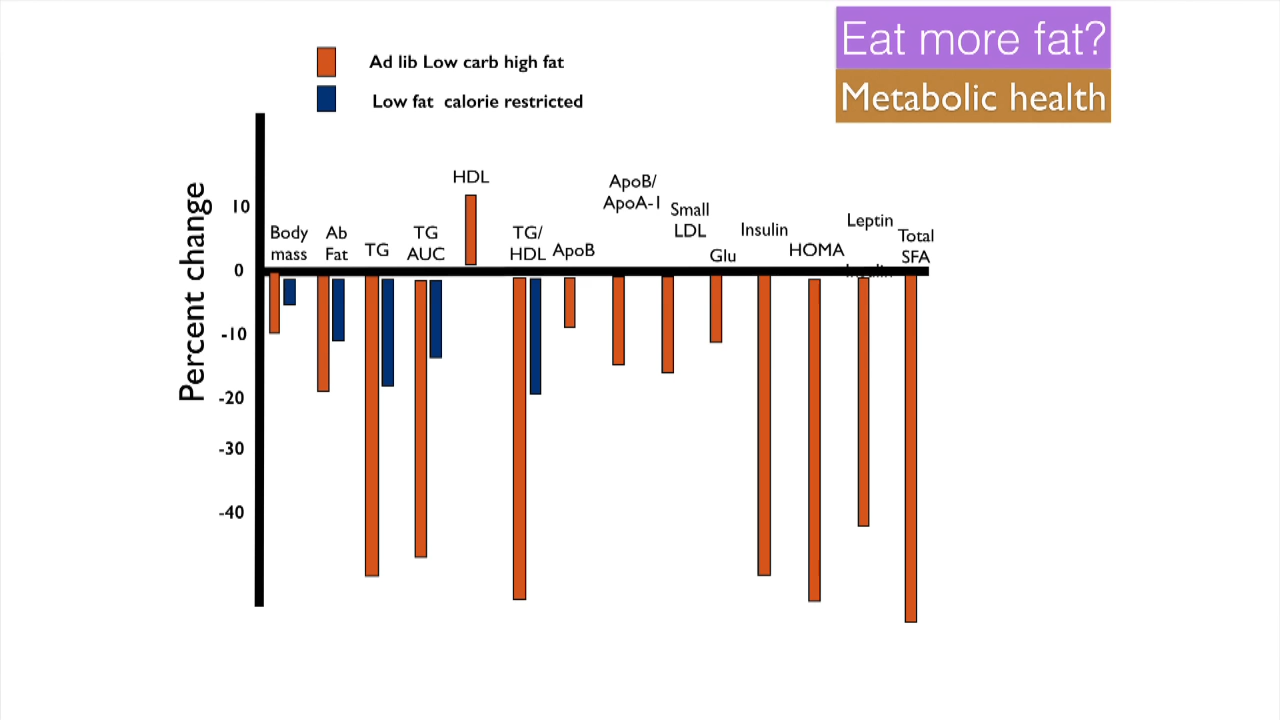 Eat more fat?
Metabolic health
Ad lib Low carb high fat
Low fat calorie restricted
Percent change
10
0
-10
-20
-30
-40
Body
mass
Ab
Fat
TG
TG
AUC
HDL
TG/
HDL
ApoB
ApoB/
ApoA-1
Small
LDL
Glu
Insulin
HOMA
Leptin
Insulin
Total
SFA